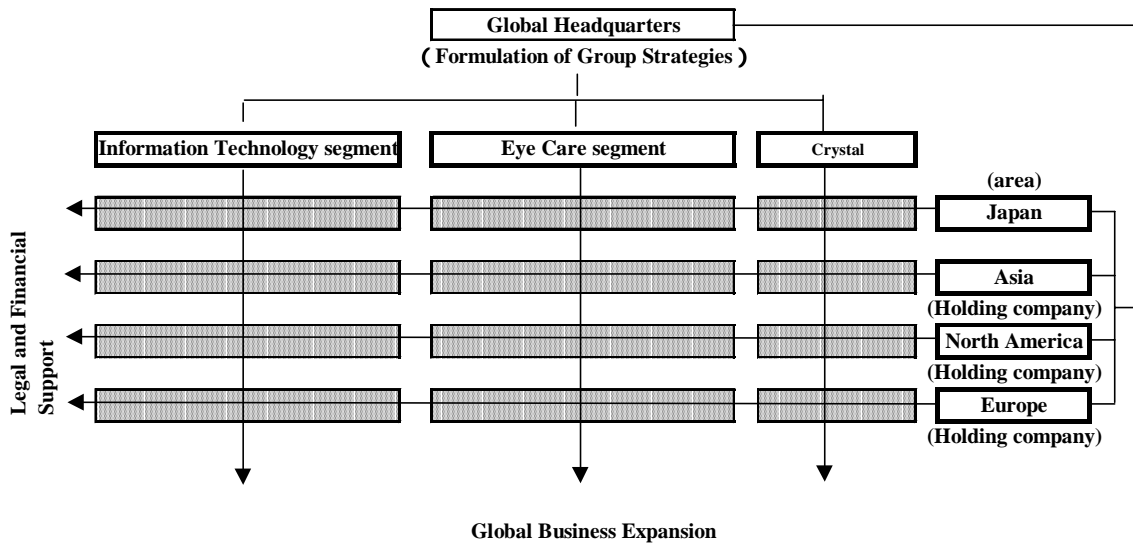 Global Headquarters
( Formulation of Group Strategies )
Information Technology segment
Eye Care segment
Crystal
(area)
Japan
Asia
(Holding company)
North America
(Holding company)
Europe
(Holding company)
Legal and Financial
Support
Global Business Expansion